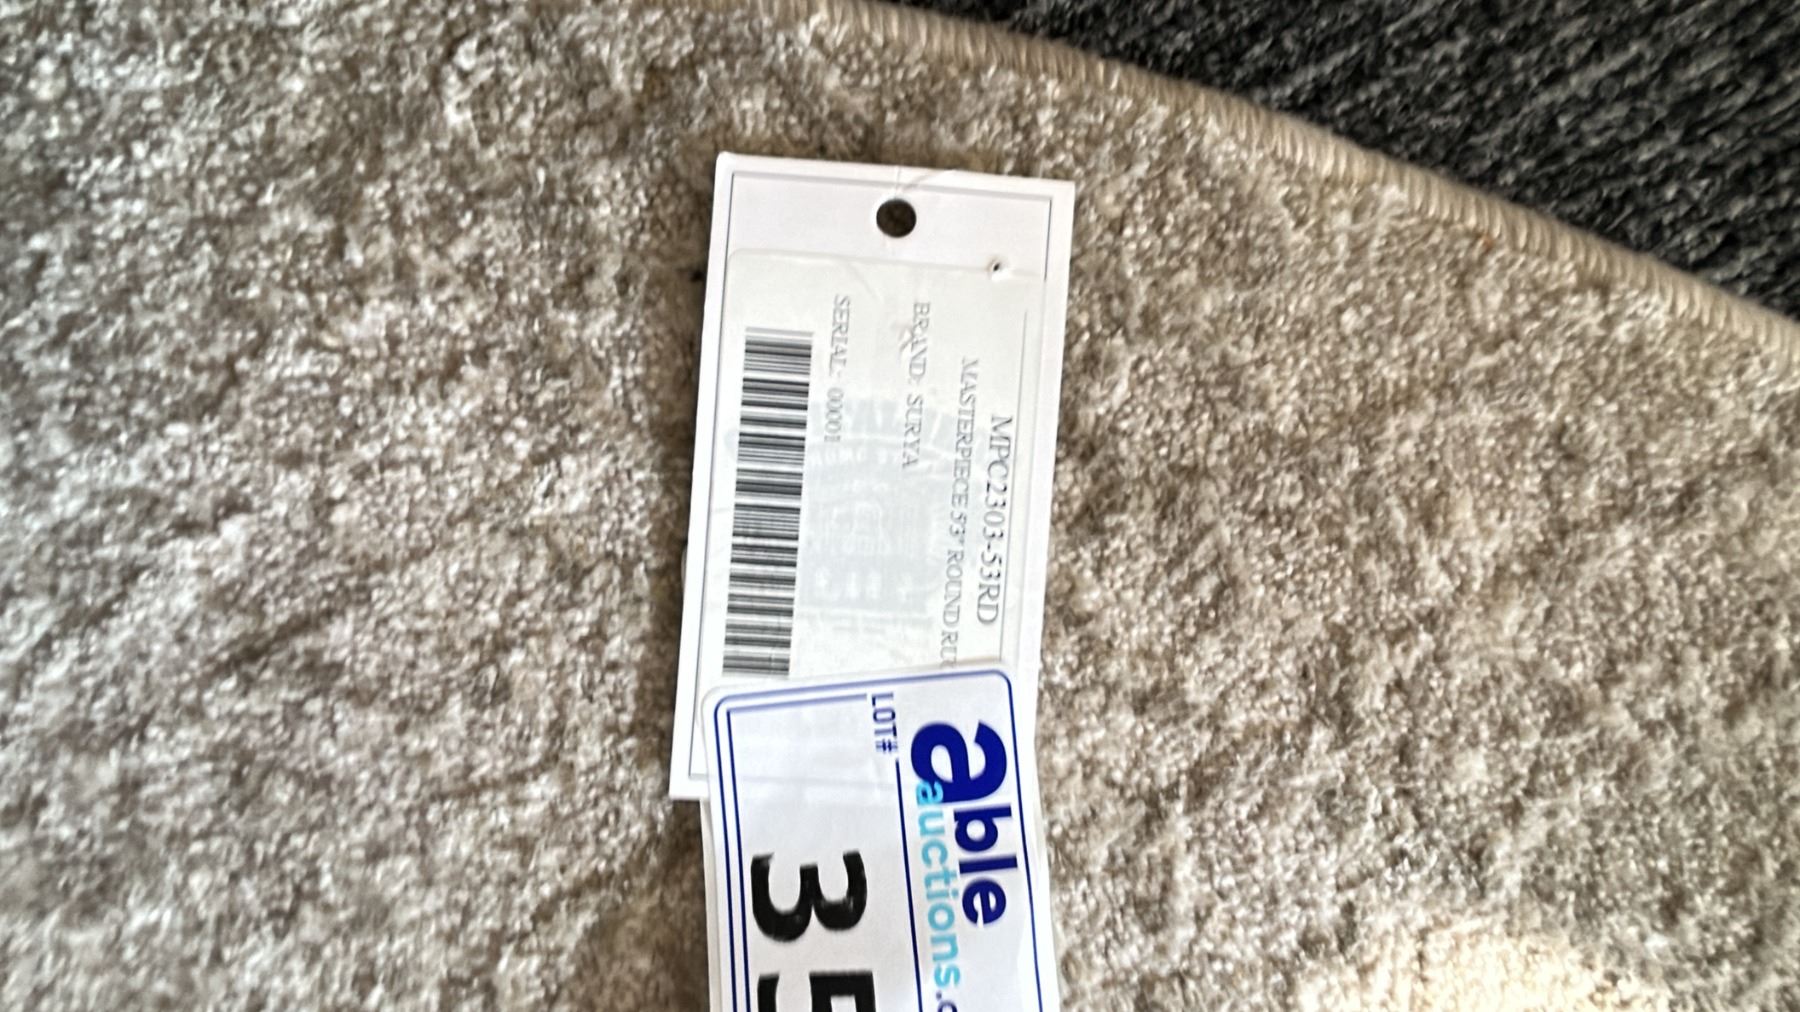 MPC2303-53RD
MASTERPIECE 5'3" ROUND RU
BRAND: SURYA
SERIAL: 00001
able
auctions.c
LOT#
35